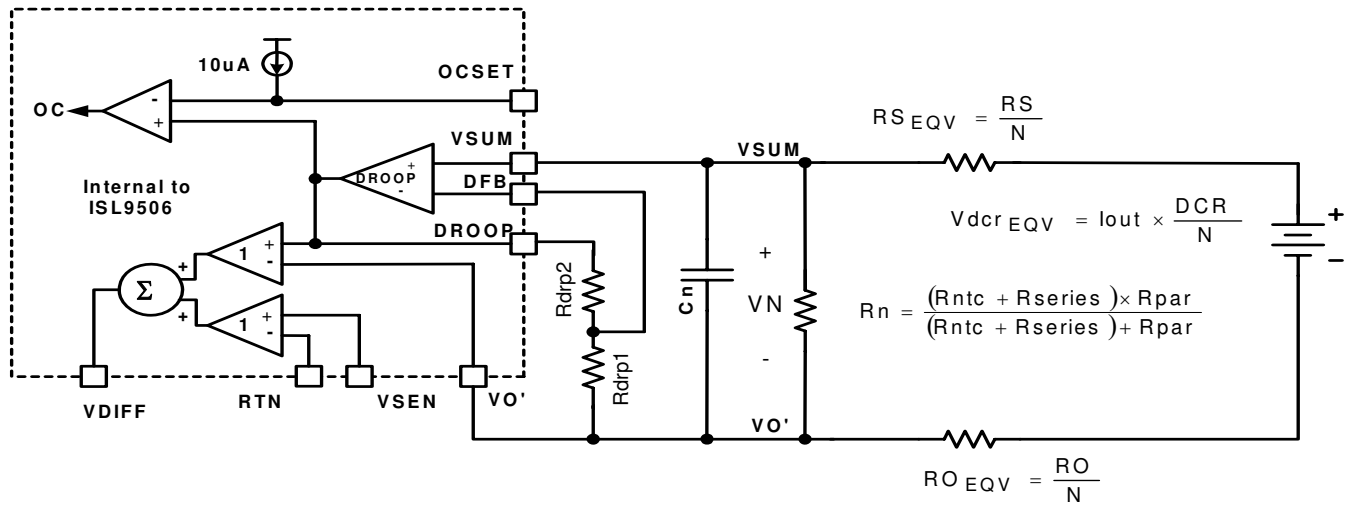 10uA
OCSET
OC
-
+
VSUM
DFB
DROOP
+
-
Internal to
ISL9506
DROOP
1
+
-
Σ
+
+
1
+
-
VDIFF
RTN
VSEN
VO'
Rdrp2
Rdrp1
VSUM
Cn
+
VN
-
VO'
RS EQV = RS / N
Vdcr EQV = Iout × DCR / N
+
-
Rn = (Rntc + Rseries) × Rpar / (Rntc + Rseries) + Rpar
RO EQV = RO / N